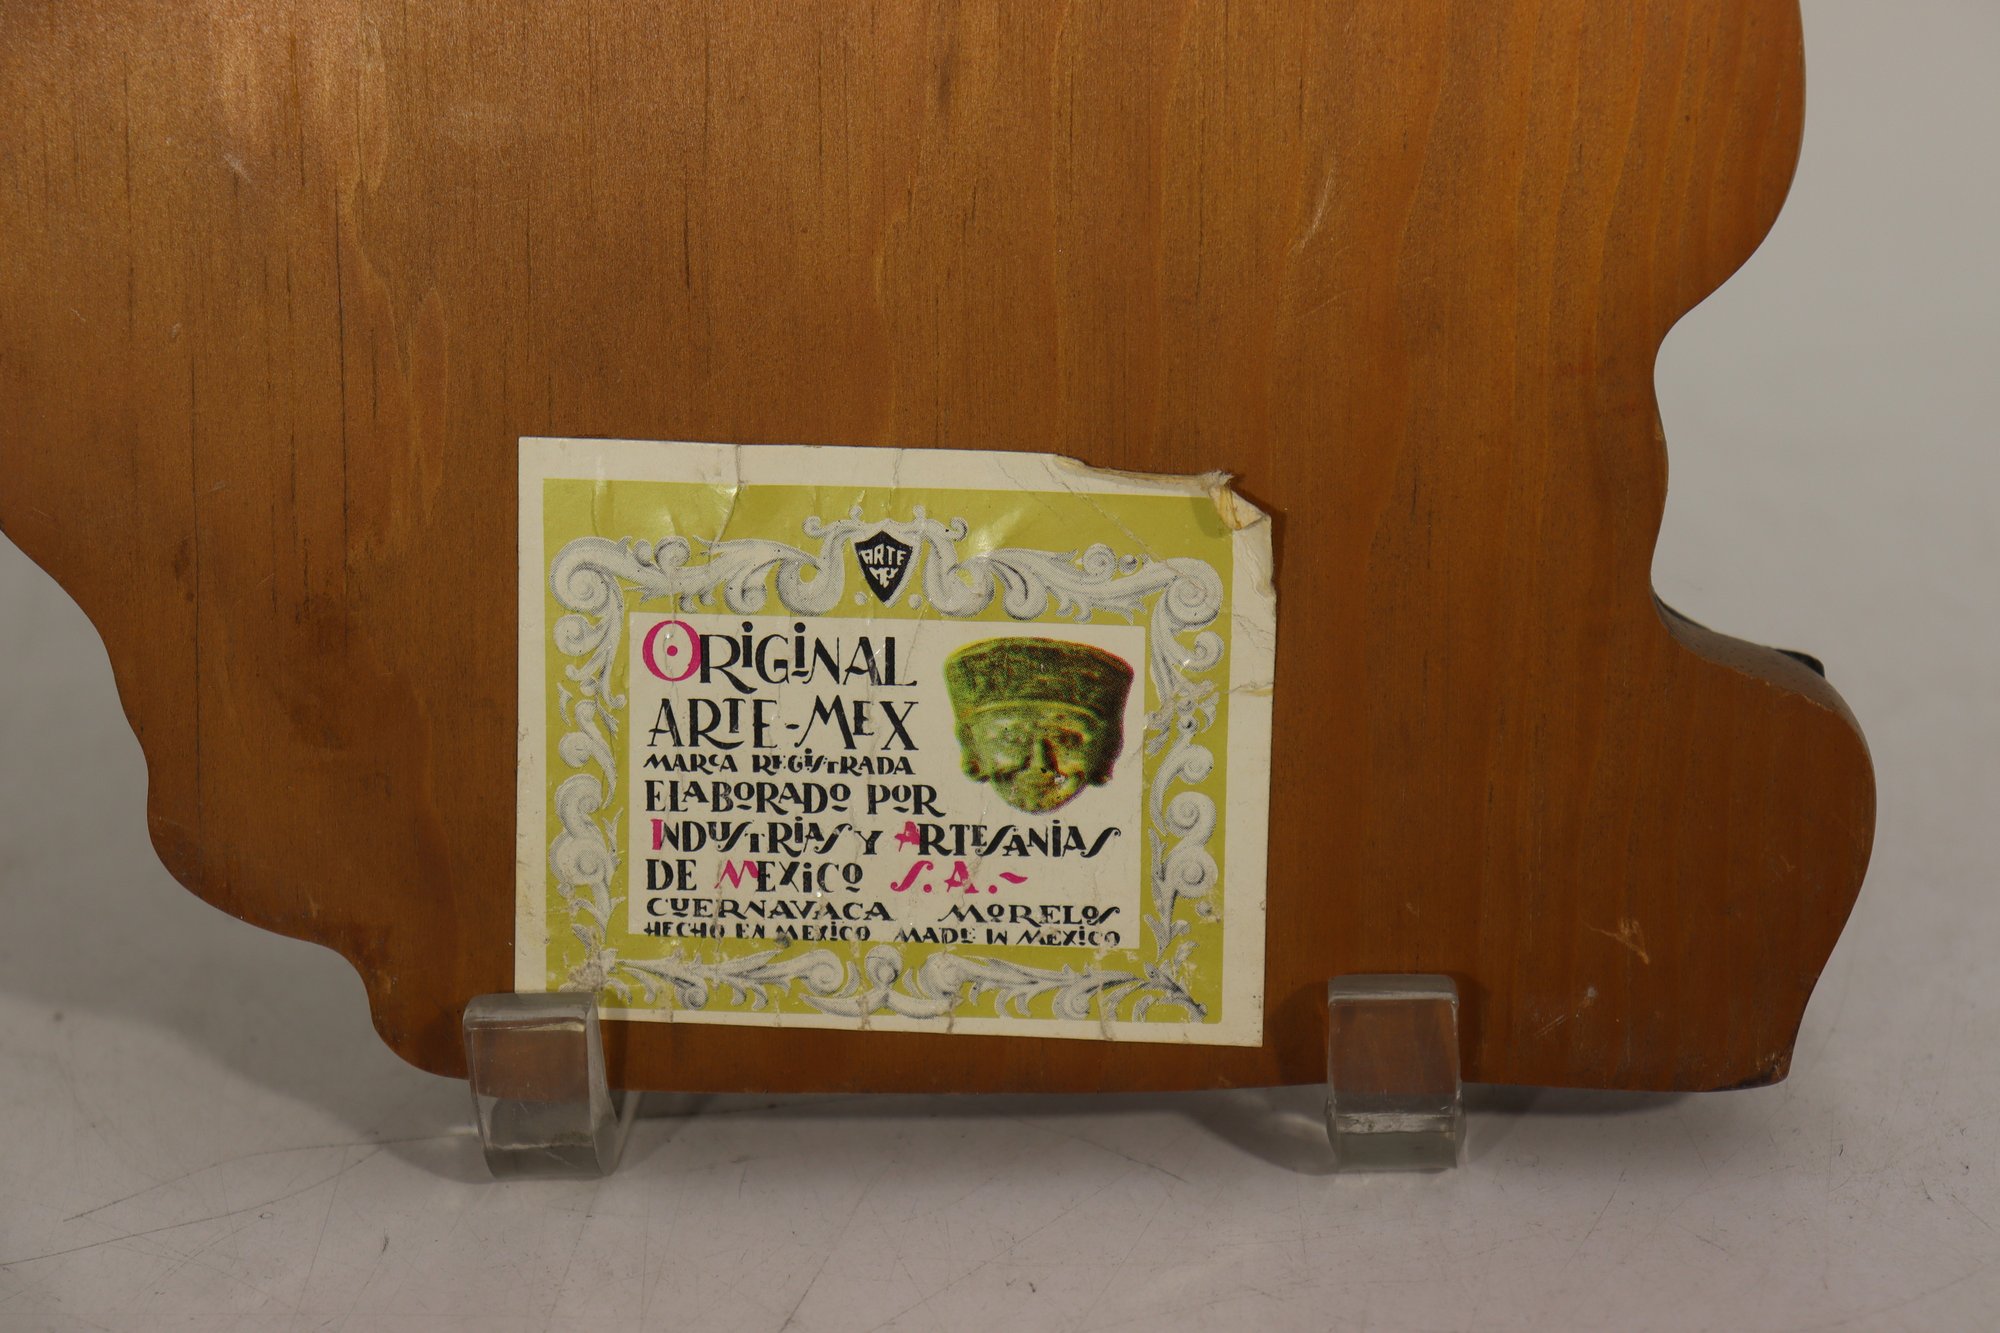 ARTE
MEX
ORiGiNAL
ARTE-MEX
MARCA REGiSTRADA
ELABORADO POR
INDUSTRiAS Y ARTESANiAS
DE MEXiCO S.A.-
CUERNAVACA MORELOS
HECHO EN MEXiCO MADE IN MEXiCO